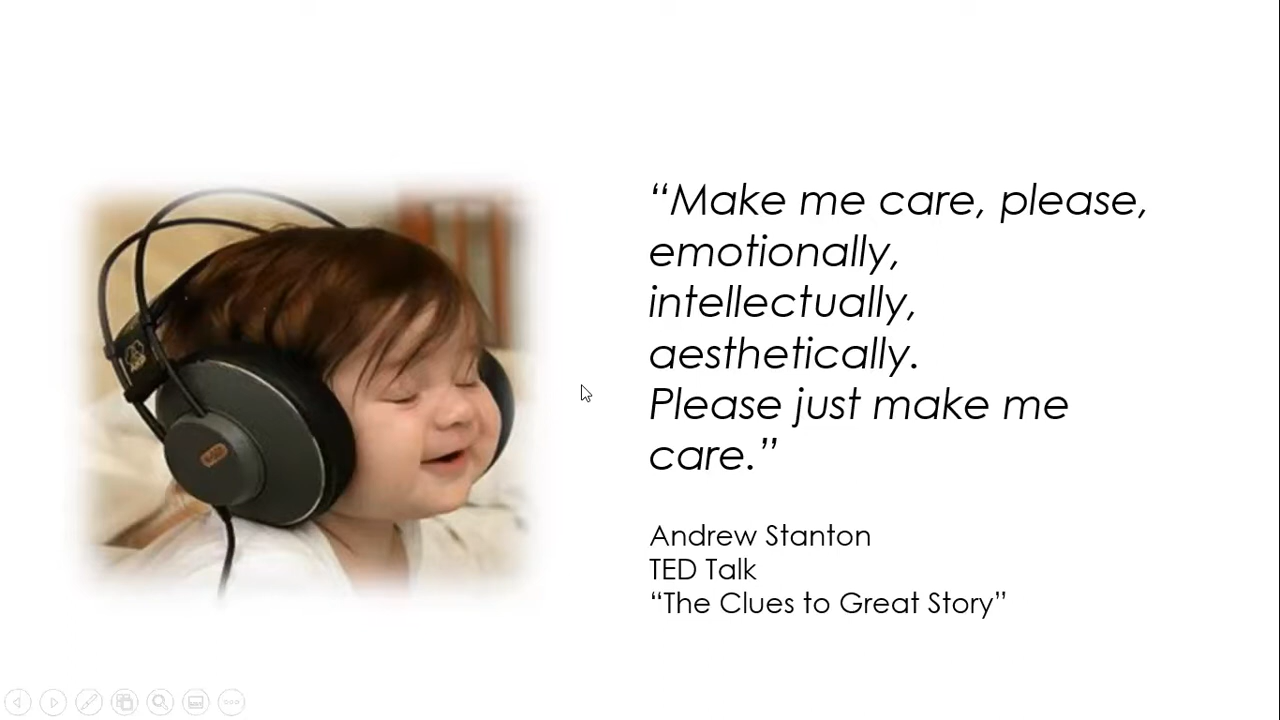 “Make me care, please,
emotionally,
intellectually,
aesthetically.
Please just make me
care.”
Andrew Stanton
TED Talk
“The Clues to Great Story”